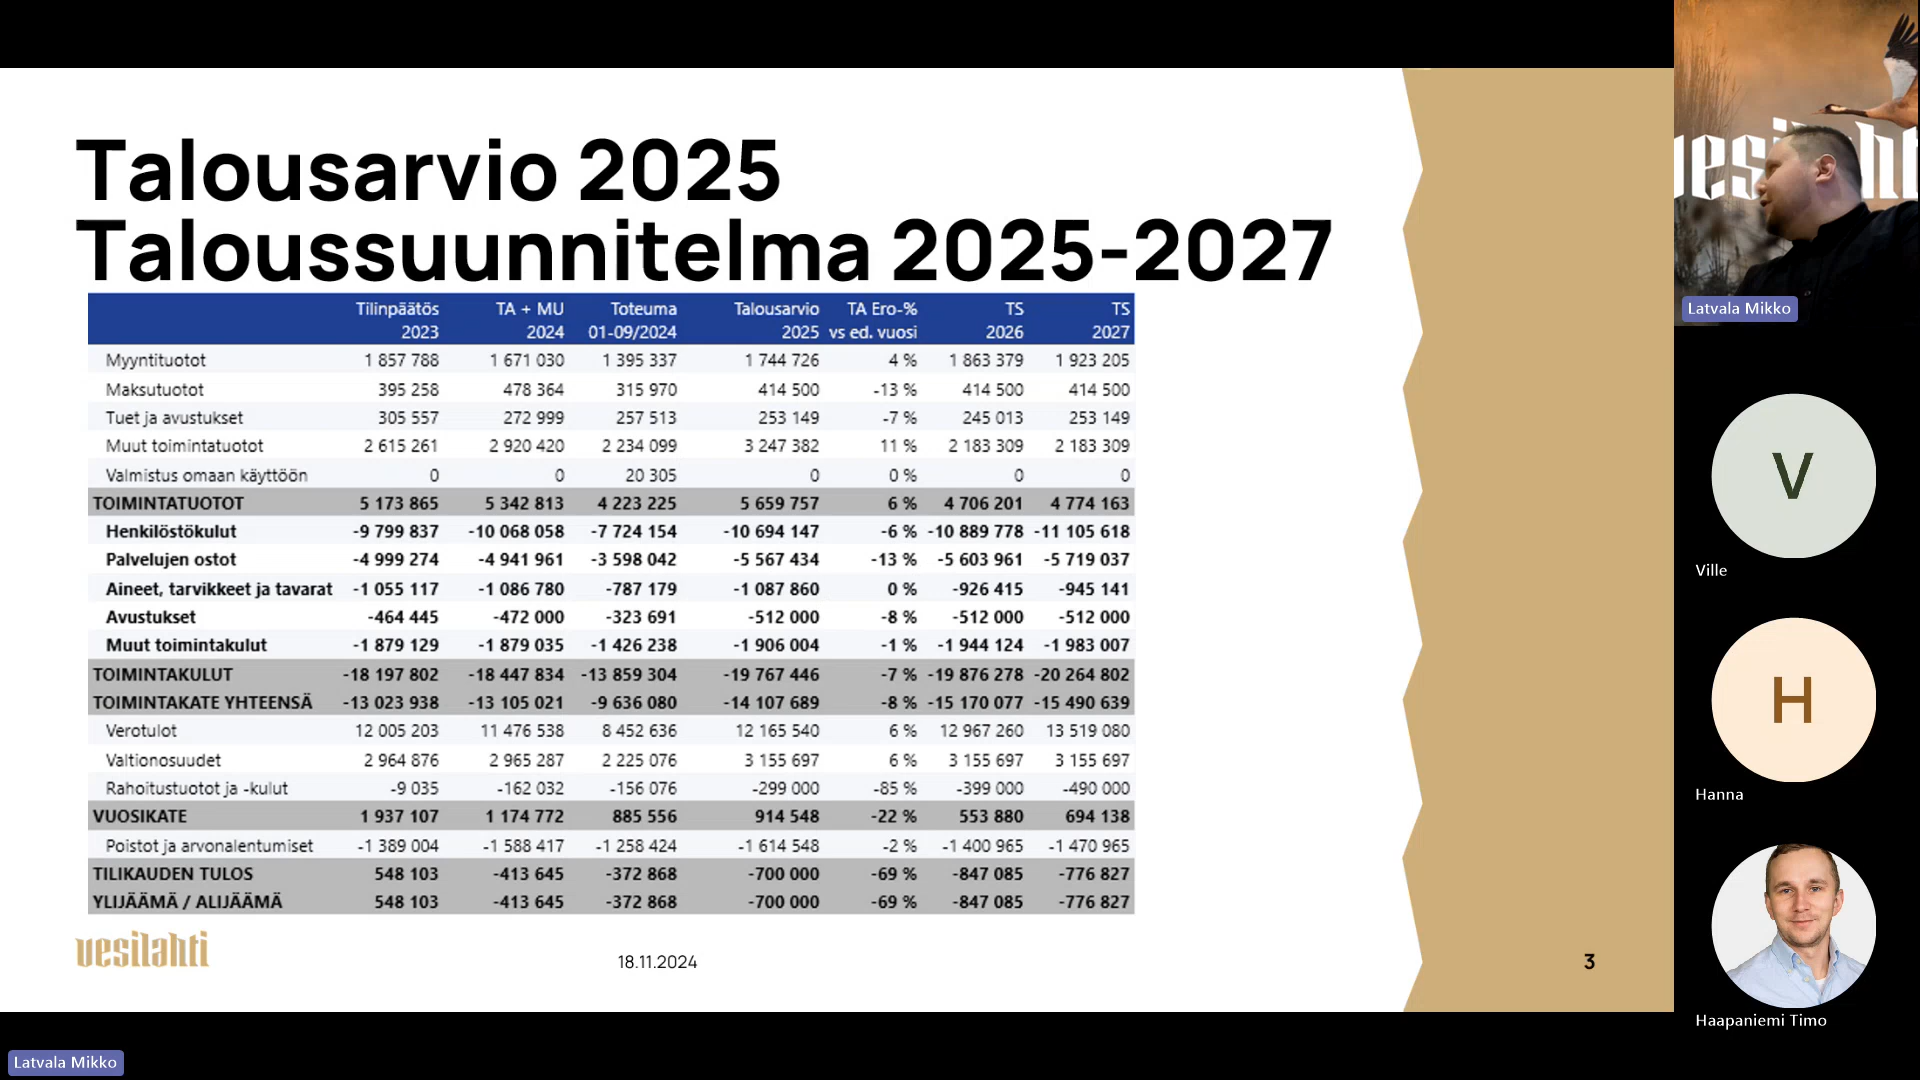 Talousarvio 2025
Taloussuunnitelma 2025-2027
Tilinpäätös TA + MU Toteuma Talousarvio TA Ero-% TS TS
2023 2024 01-09/2024 2025 vs ed. vuosi 2026 2027
Myyntituotot 1 857 788 1 671 030 1 395 337 1 744 726 4 % 1 863 379 1 923 205
Maksutuotot 395 258 478 364 315 970 414 500 -13 % 414 500 414 500
Tuet ja avustukset 305 557 272 999 257 513 253 149 -7 % 245 013 253 149
Muut toimintatuotot 2 615 261 2 920 420 2 234 099 3 247 382 11 % 2 183 309 2 183 309
Valmistus omaan käyttöön 0 0 20 305 0 0 % 0 0
TOIMINTATUOTOT 5 173 865 5 342 813 4 223 225 5 659 757 6 % 4 706 201 4 774 163
Henkilöstökulut -9 799 837 -10 068 058 -7 724 154 -10 694 147 -6 % -10 889 778 -11 105 618
Palvelujen ostot -4 999 274 -4 941 961 -3 598 042 -5 567 434 -13 % -5 603 961 -5 719 037
Aineet, tarvikkeet ja tavarat -1 055 117 -1 086 780 -787 179 -1 087 860 0 % -926 415 -945 141
Avustukset -464 445 -472 000 -323 691 -512 000 -8 % -512 000 -512 000
Muut toimintakulut -1 879 129 -1 879 035 -1 426 238 -1 906 004 -1 % -1 944 124 -1 983 007
TOIMINTAKULUT -18 197 802 -18 447 834 -13 859 304 -19 767 446 -7 % -19 876 278 -20 264 802
TOIMINTAKATE YHTEENSÄ -13 023 938 -13 105 021 -9 636 080 -14 107 689 -8 % -15 170 077 -15 490 639
Verotulot 12 005 203 11 476 538 8 452 636 12 165 540 6 % 12 967 260 13 519 080
Valtionosuudet 2 964 876 2 965 287 2 225 076 3 155 697 6 % 3 155 697 3 155 697
Rahoitustuotot ja -kulut -9 035 -162 032 -156 076 -299 000 -85 % -399 000 -490 000
VUOSIKATE 1 937 107 1 174 772 885 556 914 548 -22 % 553 880 694 138
Poistot ja arvonalentumiset -1 389 004 -1 588 417 -1 258 424 -1 614 548 -2 % -1 400 965 -1 470 965
TILIKAUDEN TULOS 548 103 -413 645 -372 868 -700 000 -69 % -847 085 -776 827
YLIJÄÄMÄ / ALIJÄÄMÄ 548 103 -413 645 -372 868 -700 000 -69 % -847 085 -776 827
vesilahti
18.11.2024
3
Latvala Mikko
V
Ville
H
Hanna
Haapaniemi Timo
Latvala Mikko